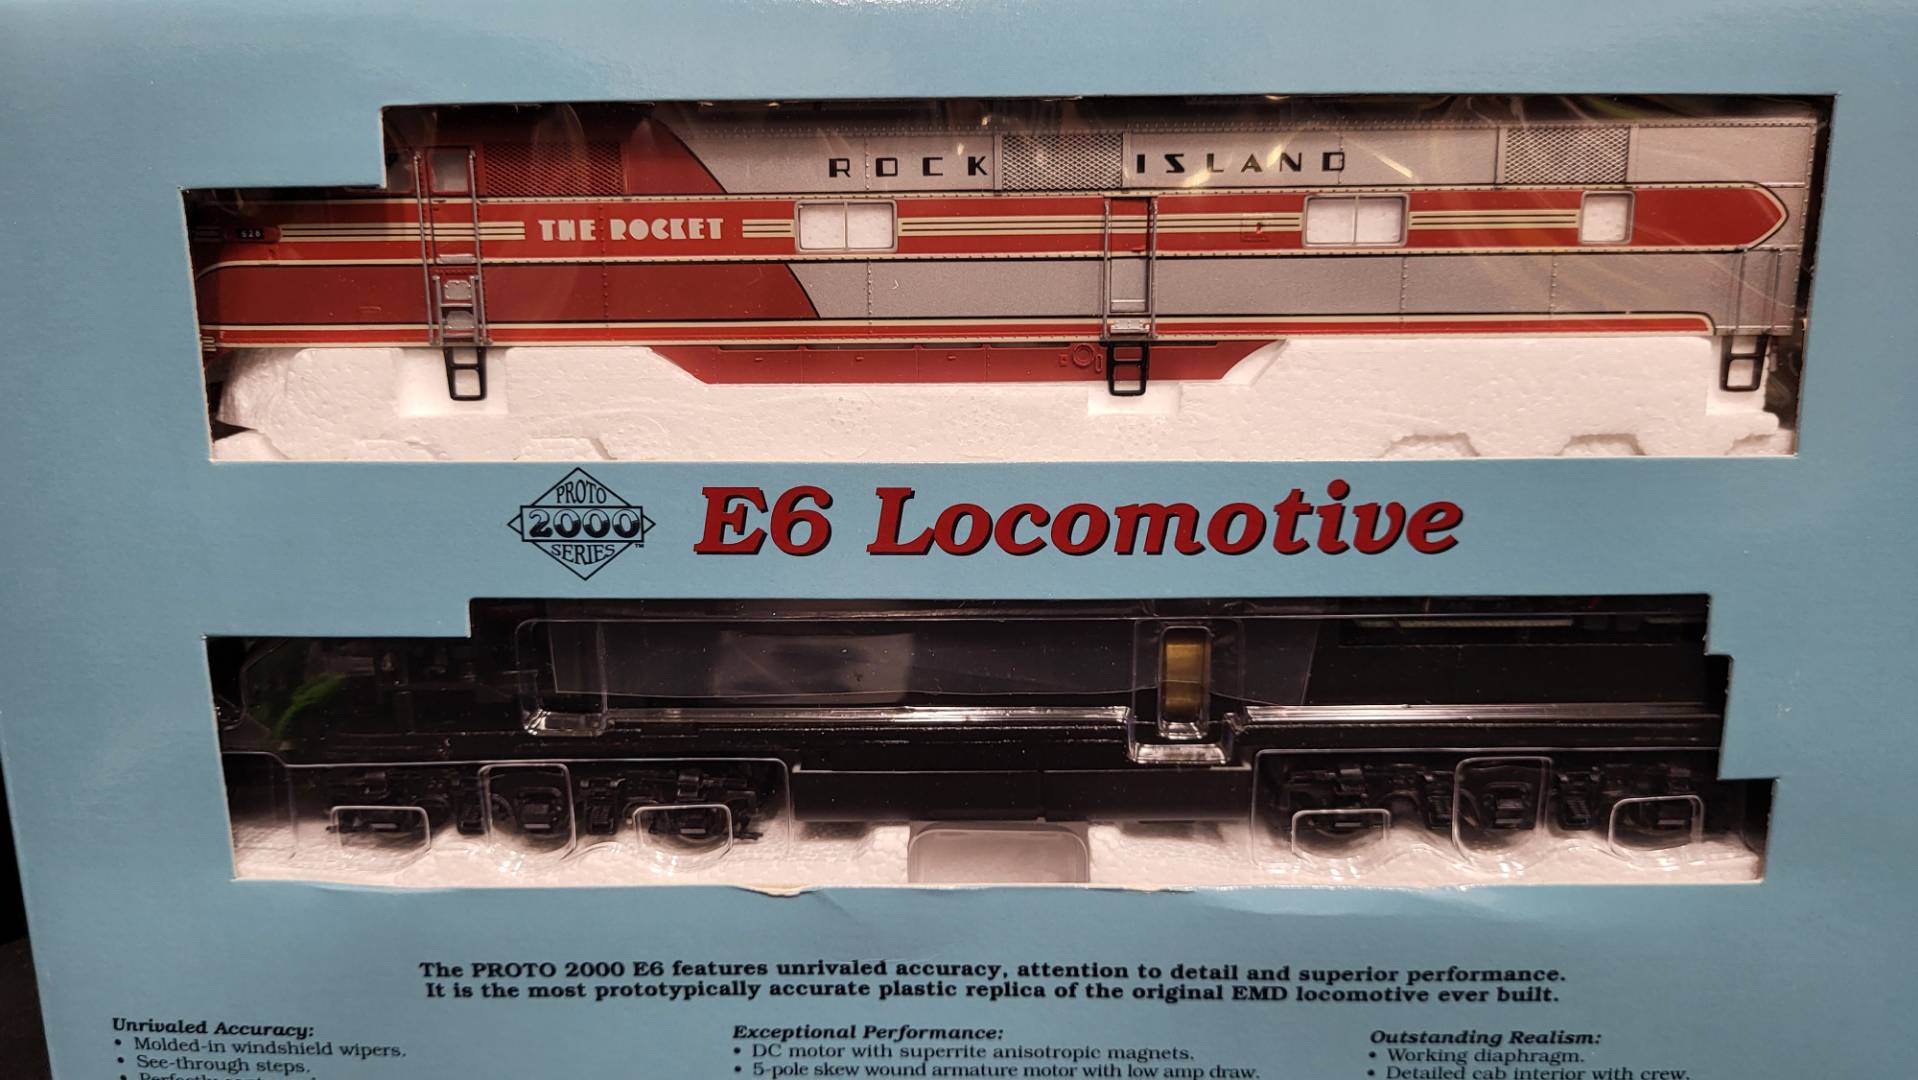 ROCK ISLAND
THE ROCKET
628
PROTO
2000
SERIES™
E6 Locomotive
The PROTO 2000 E6 features unrivaled accuracy, attention to detail and superior performance.
It is the most prototypically accurate plastic replica of the original EMD locomotive ever built.
Unrivaled Accuracy:
• Molded-in windshield wipers.
• See-through steps.
Exceptional Performance:
• DC motor with superrite anisotropic magnets.
• 5-pole skew wound armature motor with low amp draw.
Outstanding Realism:
• Working diaphragm.
• Detailed cab interior with crew.